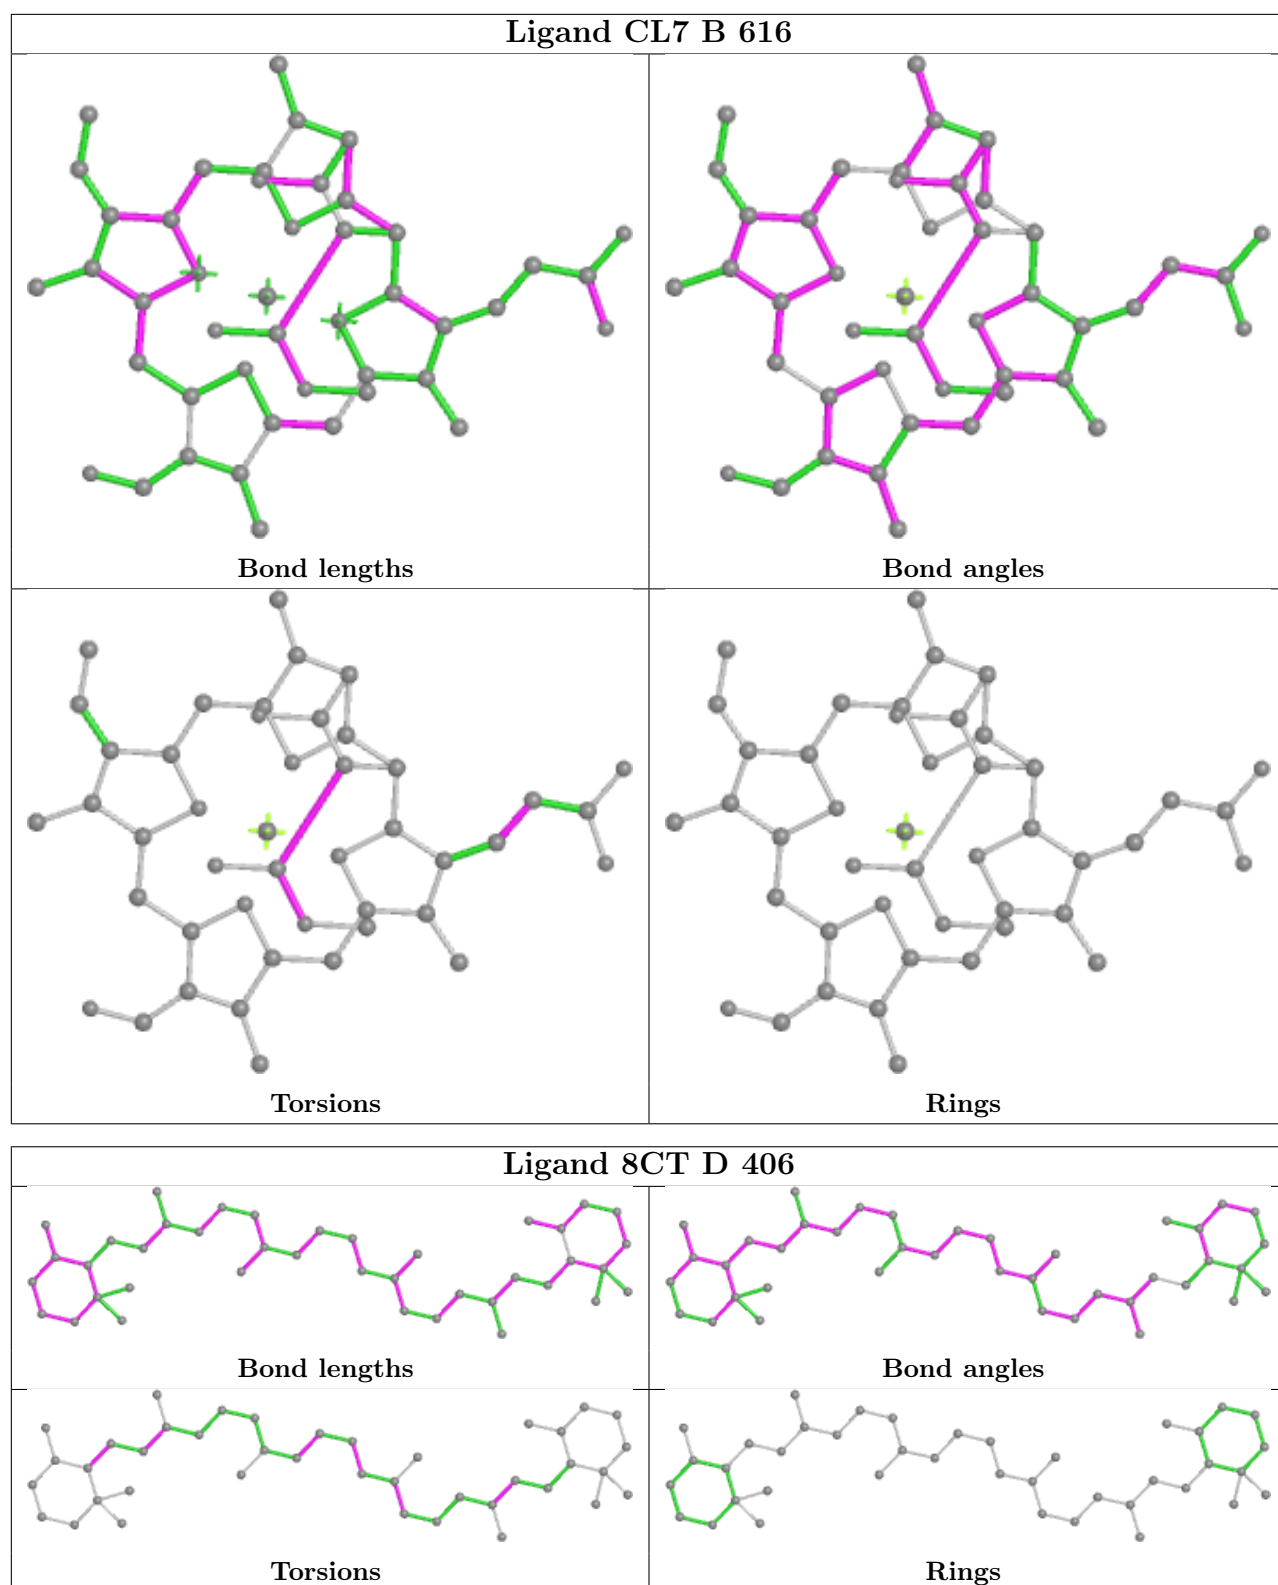 Ligand CL7 B 616
Bond lengths
Bond angles
Torsions
Rings
Ligand 8CT D 406
Bond lengths
Bond angles
Torsions
Rings